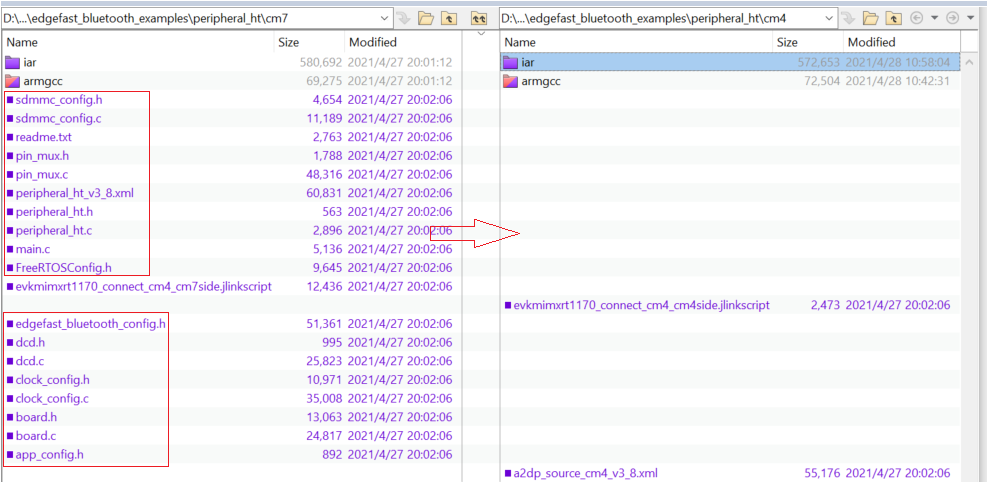 D:\...\edgefast_bluetooth_examples\peripheral_ht\cm7
D:\...\edgefast_bluetooth_examples\peripheral_ht\cm4
Name Size Modified
Name Size Modified
iar 580,692 2021/4/27 20:01:12
iar 572,653 2021/4/28 10:58:04
armgcc 69,275 2021/4/27 20:01:12
armgcc 72,504 2021/4/28 10:42:31
sdmmc_config.h 4,654 2021/4/27 20:02:06
sdmmc_config.c 11,189 2021/4/27 20:02:06
readme.txt 2,763 2021/4/27 20:02:06
pin_mux.h 1,788 2021/4/27 20:02:06
pin_mux.c 48,316 2021/4/27 20:02:06
peripheral_ht_v3_8.xml 60,831 2021/4/27 20:02:06
peripheral_ht.h 563 2021/4/27 20:02:06
peripheral_ht.c 2,896 2021/4/27 20:02:06
main.c 5,136 2021/4/27 20:02:06
FreeRTOSConfig.h 9,645 2021/4/27 20:02:06
evkmimxrt1170_connect_cm4_cm7side.jlinkscript 12,436 2021/4/27 20:02:06
evkmimxrt1170_connect_cm4_cm4side.jlinkscript 2,473 2021/4/27 20:02:06
edgefast_bluetooth_config.h 51,361 2021/4/27 20:02:06
dcd.h 995 2021/4/27 20:02:06
dcd.c 25,823 2021/4/27 20:02:06
clock_config.h 10,971 2021/4/27 20:02:06
clock_config.c 35,008 2021/4/27 20:02:06
board.h 13,063 2021/4/27 20:02:06
board.c 24,817 2021/4/27 20:02:06
app_config.h 892 2021/4/27 20:02:06
a2dp_source_cm4_v3_8.xml 55,176 2021/4/27 20:02:06